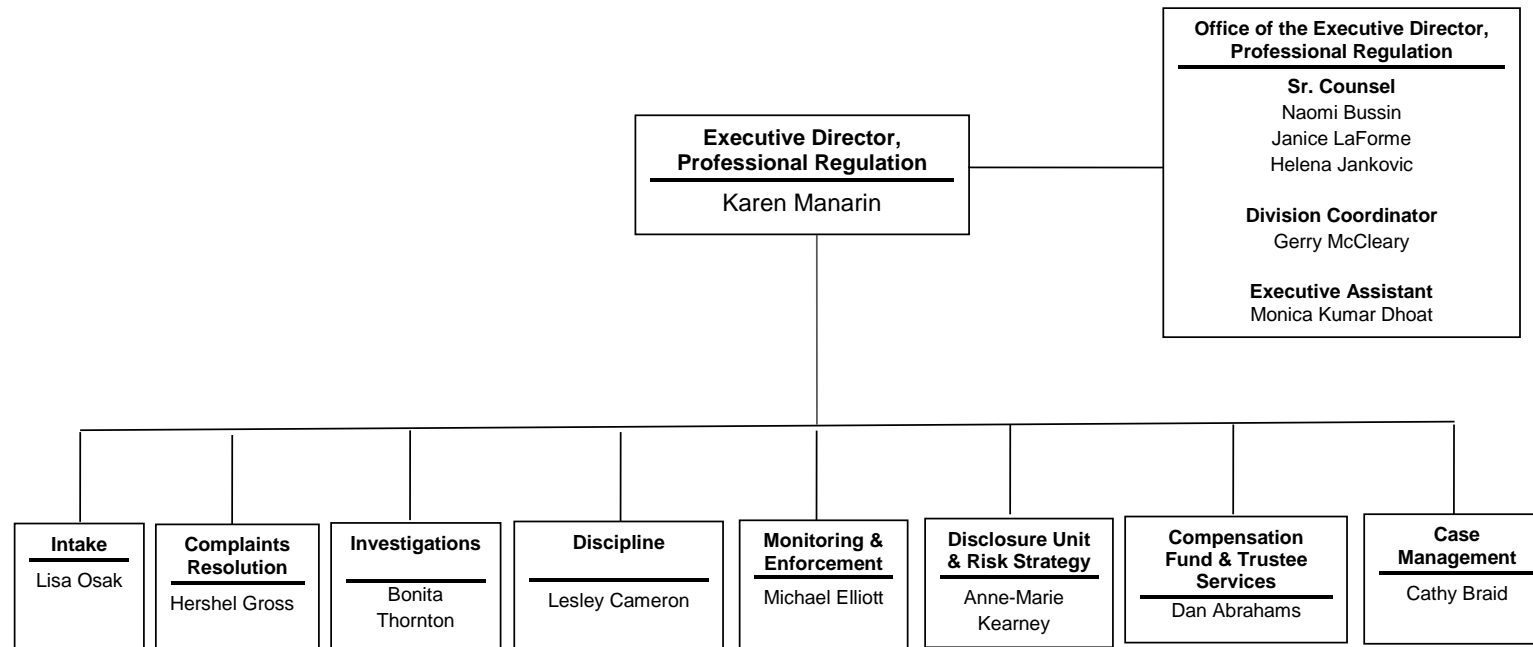 Office of the Executive Director,
Professional Regulation
Sr. Counsel
Naomi Bussin
Janice LaForme
Helena Jankovic
Division Coordinator
Gerry McCleary
Executive Assistant
Monica Kumar Dhoat
Executive Director,
Professional Regulation
Karen Manarin
Intake
Lisa Osak
Complaints
Resolution
Hershel Gross
Investigations
Bonita
Thornton
Discipline
Lesley Cameron
Monitoring &
Enforcement
Michael Elliott
Disclosure Unit
& Risk Strategy
Anne-Marie
Kearney
Compensation
Fund & Trustee
Services
Dan Abrahams
Case
Management
Cathy Braid